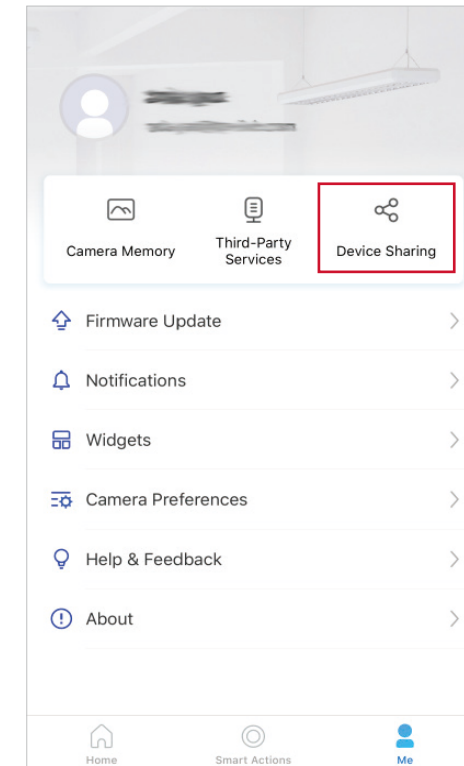 Camera Memory
Third-Party
Services
Device Sharing
Firmware Update
Notifications
Widgets
Camera Preferences
Help & Feedback
About
Home
Smart Actions
Me